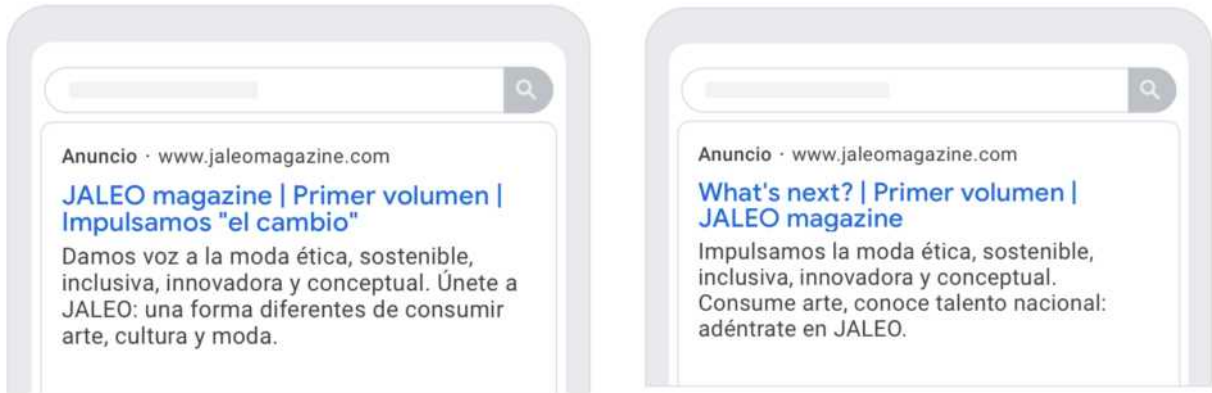 Anuncio · www.jaleomagazine.com
JALEO magazine | Primer volumen |
Impulsamos "el cambio"
Damos voz a la moda ética, sostenible,
inclusiva, innovadora y conceptual. Únete a
JALEO: una forma diferentes de consumir
arte, cultura y moda.
Anuncio · www.jaleomagazine.com
What's next? | Primer volumen |
JALEO magazine
Impulsamos la moda ética, sostenible,
inclusiva, innovadora y conceptual.
Consume arte, conoce talento nacional:
adéntrate en JALEO.